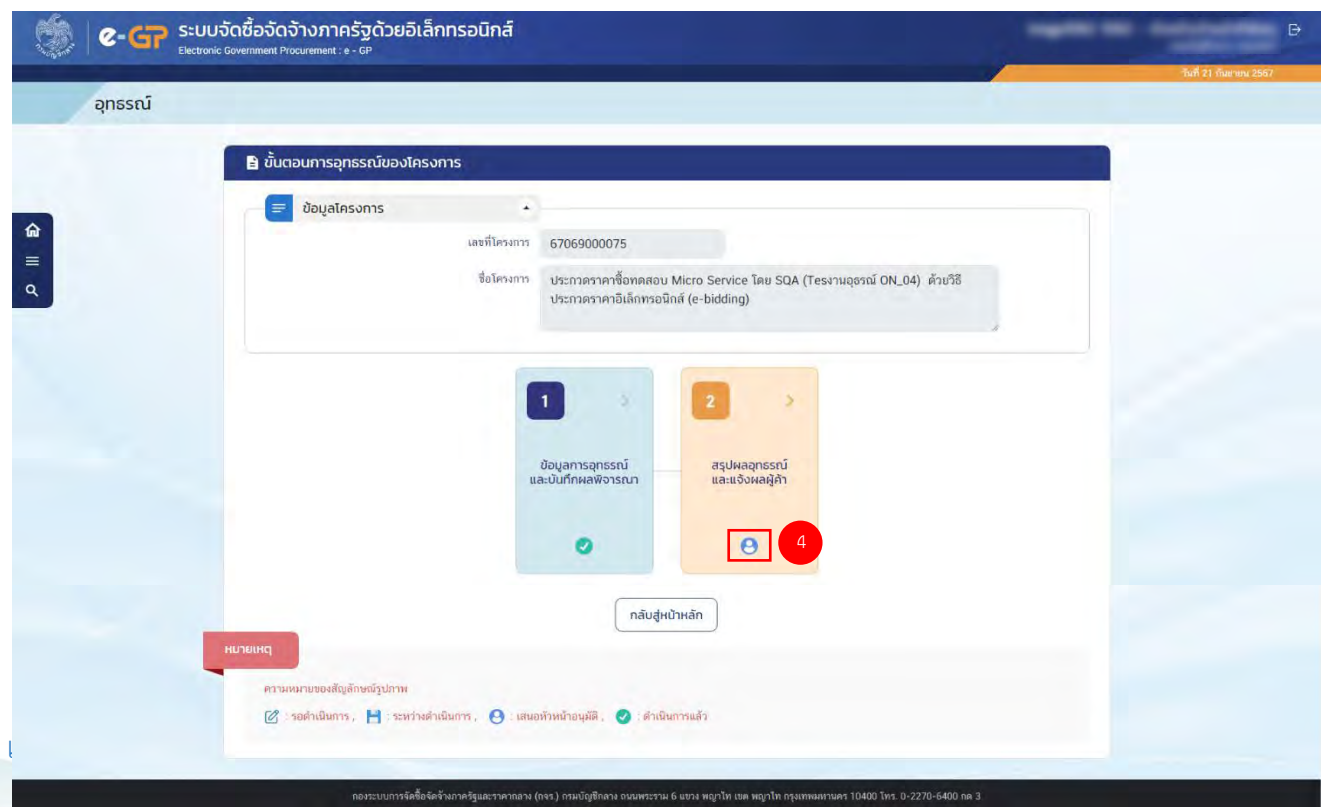 e-GP ระบบจัดซื้อจัดจ้างภาครัฐด้วยอิเล็กทรอนิกส์
Electronic Government Procurement : e - GP
วันที่ 21 กันยายน 2567
อุทธรณ์
ขั้นตอนการอุทธรณ์ของโครงการ
ข้อมูลโครงการ
เลขที่โครงการ 67069000075
ชื่อโครงการ ประกวดราคาซื้อทดสอบ Micro Service โดย SQA (Tesงานอุธรณ์ ON_04) ด้วยวิธี
ประกวดราคาอิเล็กทรอนิกส์ (e-bidding)
1
ข้อมูลการอุทธรณ์
และบันทึกผลพิจารณา
2
สรุปผลอุทธรณ์
และแจ้งผลผู้ค้า
4
กลับสู่หน้าหลัก
หมายเหตุ
ความหมายของสัญลักษณ์รูปภาพ
: รอดำเนินการ , : ระหว่างดำเนินการ , : เสนอหัวหน้าอนุมัติ , : ดำเนินการแล้ว
กองระบบการจัดซื้อจัดจ้างภาครัฐและราคากลาง (กจร.) กรมบัญชีกลาง ถนนพระราม 6 แขวง พญาไท เขต พญาไท กรุงเทพมหานคร 10400 โทร. 0-2270-6400 กด 3